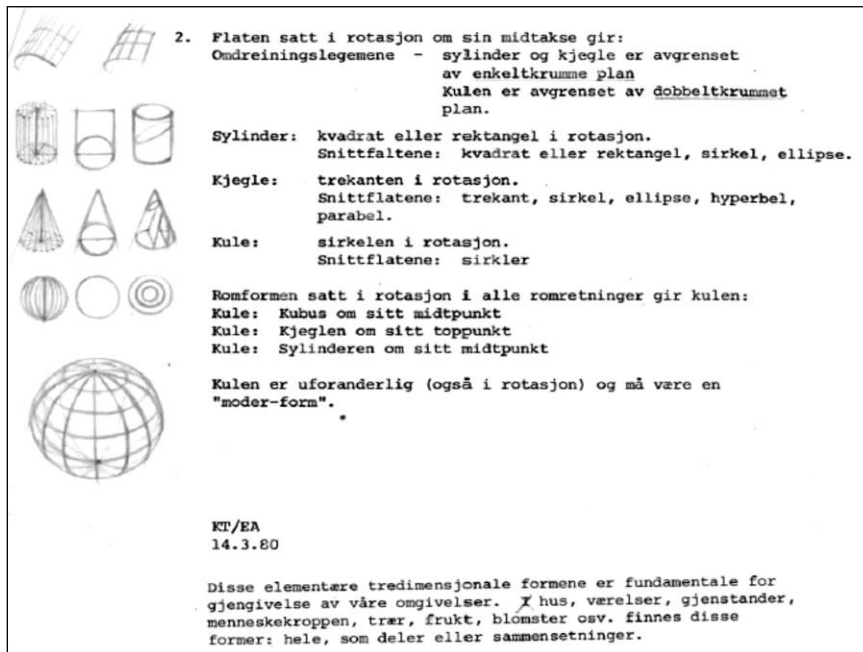 2. Flaten satt i rotasjon om sin midtakse gir:
Omdreiningslegemene - sylinder og kjegle er avgrenset
av enkeltkrumme plan
Kulen er avgrenset av dobbeltkrummet
plan.
Sylinder: kvadrat eller rektangel i rotasjon.
Snittfaltene: kvadrat eller rektangel, sirkel, ellipse.
Kjegle: trekanten i rotasjon.
Snittflatene: trekant, sirkel, ellipse, hyperbel,
parabel.
Kule: sirkelen i rotasjon.
Snittflatene: sirkler
Romformen satt i rotasjon i alle romretninger gir kulen:
Kule: Kubus om sitt midtpunkt
Kule: Kjeglen om sitt toppunkt
Kule: Sylinderen om sitt midtpunkt
Kulen er uforanderlig (også i rotasjon) og må være en
"moder-form".
KT/EA
14.3.80
Disse elementære tredimensjonale formene er fundamentale for
gjengivelse av våre omgivelser. I hus, værelser, gjenstander,
menneskekroppen, trær, frukt, blomster osv. finnes disse
former: hele, som deler eller sammensetninger.